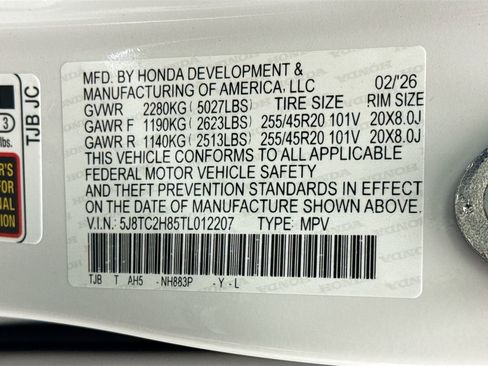 MFD. BY HONDA DEVELOPMENT &
MANUFACTURING OF AMERICA, LLC 02/26
GVWR 2280KG (5027LBS) TIRE SIZE RIM SIZE
GAWR F 1190KG (2623LBS) 255/45R20 101V 20X8.0J
GAWR R 1140KG (2513LBS) 255/45R20 101V 20X8.0J
THIS VEHICLE CONFORMS TO ALL APPLICABLE
FEDERAL MOTOR VEHICLE SAFETY
AND THEFT PREVENTION STANDARDS IN EFFECT
ON THE DATE OF MANUFACTURE SHOWN ABOVE.
V.I.N.: 5J8TC2H85TL012207 TYPE: MPV
TJB T AH5 -NH883P -Y-L
TJB JC
3
lbs.